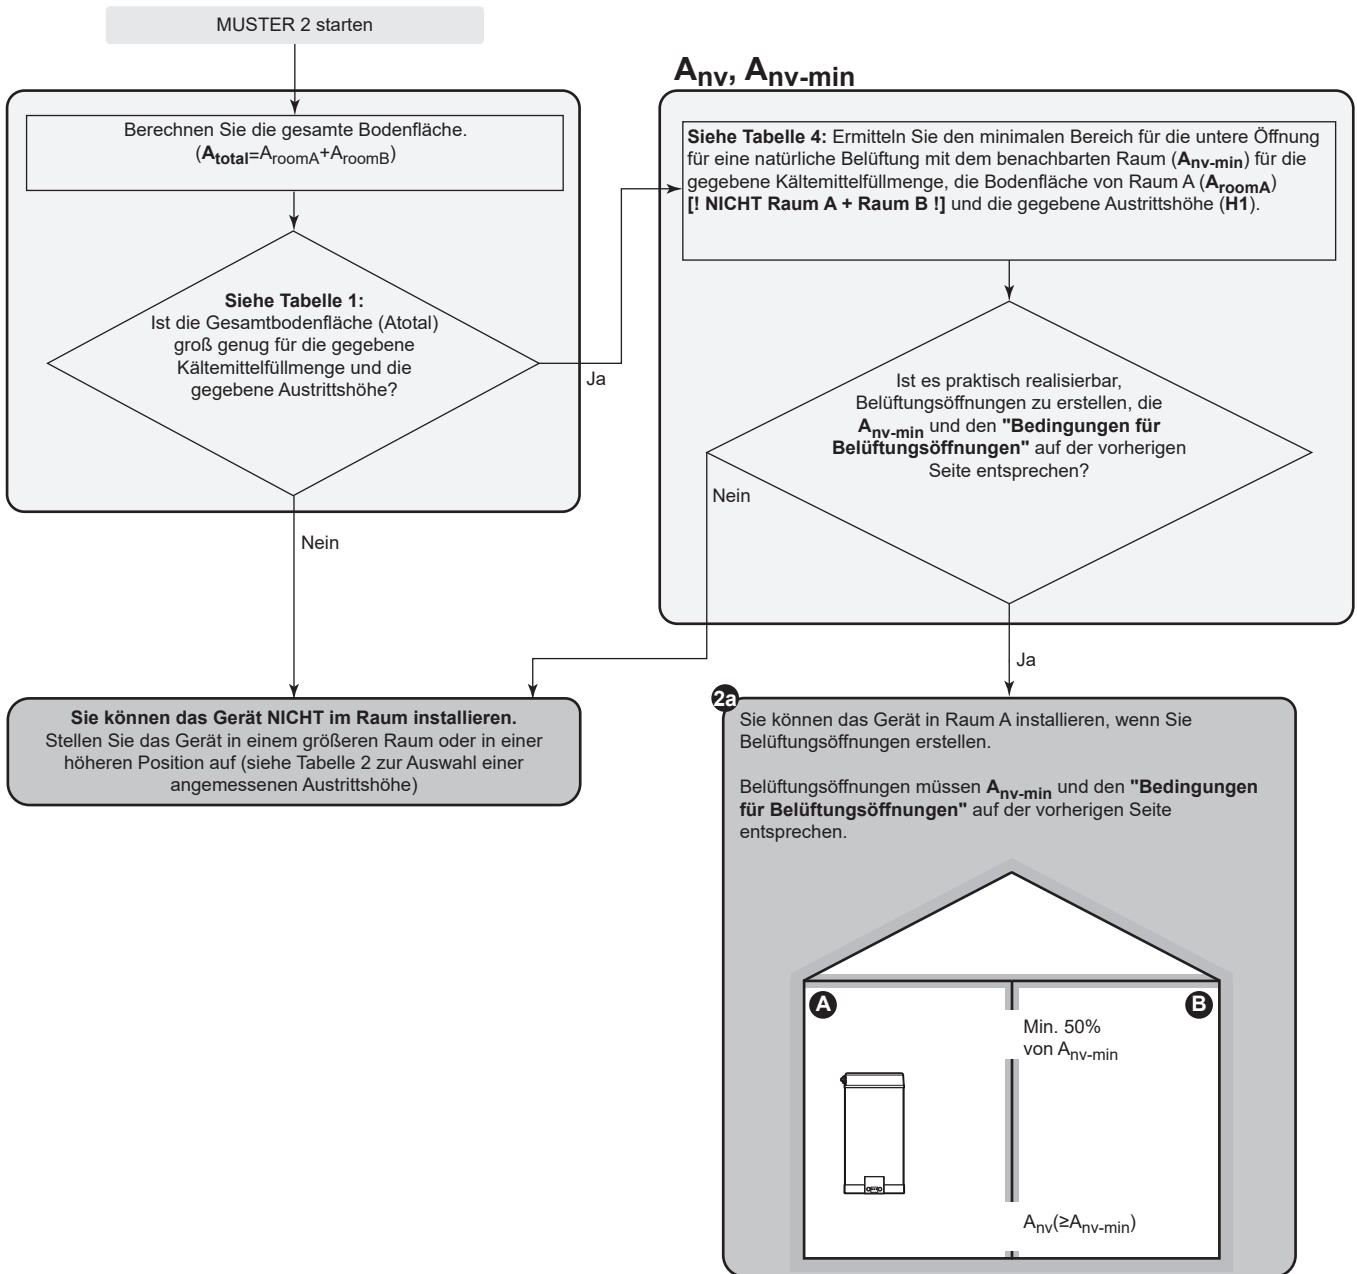 MUSTER 2 starten
Berechnen Sie die gesamte Bodenfläche.
(Atotal=AroomA+AroomB)
Siehe Tabelle 1:
Ist die Gesamtbodenfläche (Atotal)
groß genug für die gegebene
Kältemittelfüllmenge und die
gegebene Austrittshöhe?
Ja
Nein
Anv, Anv-min
Siehe Tabelle 4: Ermitteln Sie den minimalen Bereich für die untere Öffnung
für eine natürliche Belüftung mit dem benachbarten Raum (Anv-min) für die
gegebene Kältemittelfüllmenge, die Bodenfläche von Raum A (AroomA)
[! NICHT Raum A + Raum B !] und die gegebene Austrittshöhe (H1).
Ist es praktisch realisierbar,
Belüftungsöffnungen zu erstellen, die
Anv-min und den "Bedingungen für
Belüftungsöffnungen" auf der vorherigen
Seite entsprechen?
Nein
Ja
Sie können das Gerät NICHT im Raum installieren.
Stellen Sie das Gerät in einem größeren Raum oder in einer
höheren Position auf (siehe Tabelle 2 zur Auswahl einer
angemessenen Austrittshöhe)
2a
Sie können das Gerät in Raum A installieren, wenn Sie
Belüftungsöffnungen erstellen.
Belüftungsöffnungen müssen Anv-min und den "Bedingungen
für Belüftungsöffnungen" auf der vorherigen Seite
entsprechen.
A
B
Min. 50%
von Anv-min
Anv(≥Anv-min)